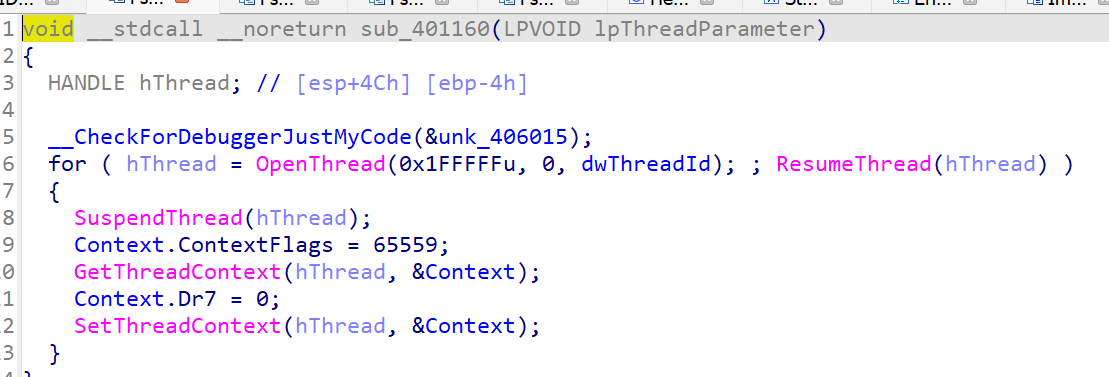 1 void __stdcall __noreturn sub_401160(LPVOID lpThreadParameter)
2 {
3   HANDLE hThread; // [esp+4Ch] [ebp-4h]
4
5   __CheckForDebuggerJustMyCode(&unk_406015);
6   for ( hThread = OpenThread(0x1FFFFFu, 0, dwThreadId); ; ResumeThread(hThread) )
7   {
8     SuspendThread(hThread);
9     Context.ContextFlags = 65559;
0     GetThreadContext(hThread, &Context);
1     Context.Dr7 = 0;
2     SetThreadContext(hThread, &Context);
3   }